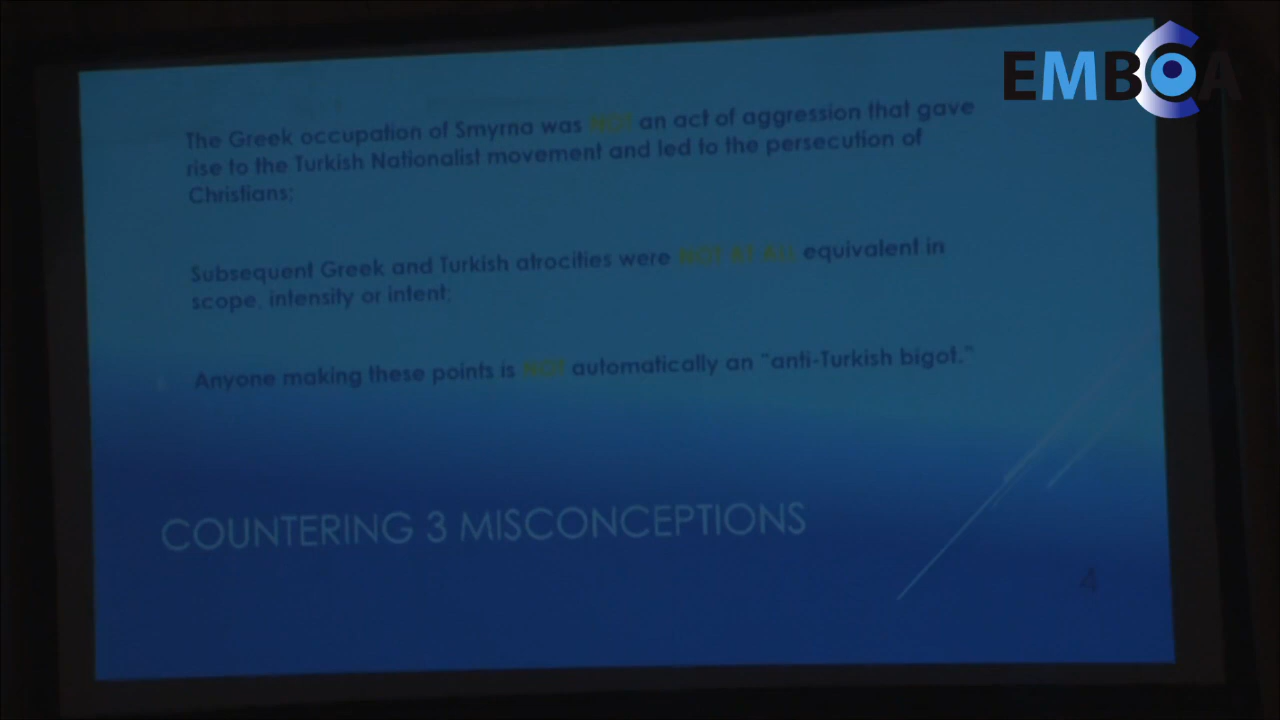 EMBCA
The Greek occupation of Smyrna was NOT an act of aggression that gave
rise to the Turkish Nationalist movement and led to the persecution of
Christians;
Subsequent Greek and Turkish atrocities were NOT AT ALL equivalent in
scope, intensity or intent;
Anyone making these points is NOT automatically an “anti-Turkish bigot.”
COUNTERING 3 MISCONCEPTIONS
4